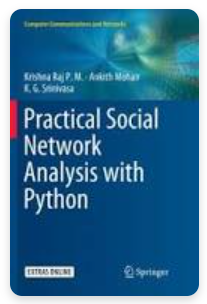 Computer Communications and Networks
Krishna Raj P. M. · Ankith Mohan
K. G. Srinivasa
Practical Social
Network
Analysis with
Python
EXTRAS ONLINE
Springer